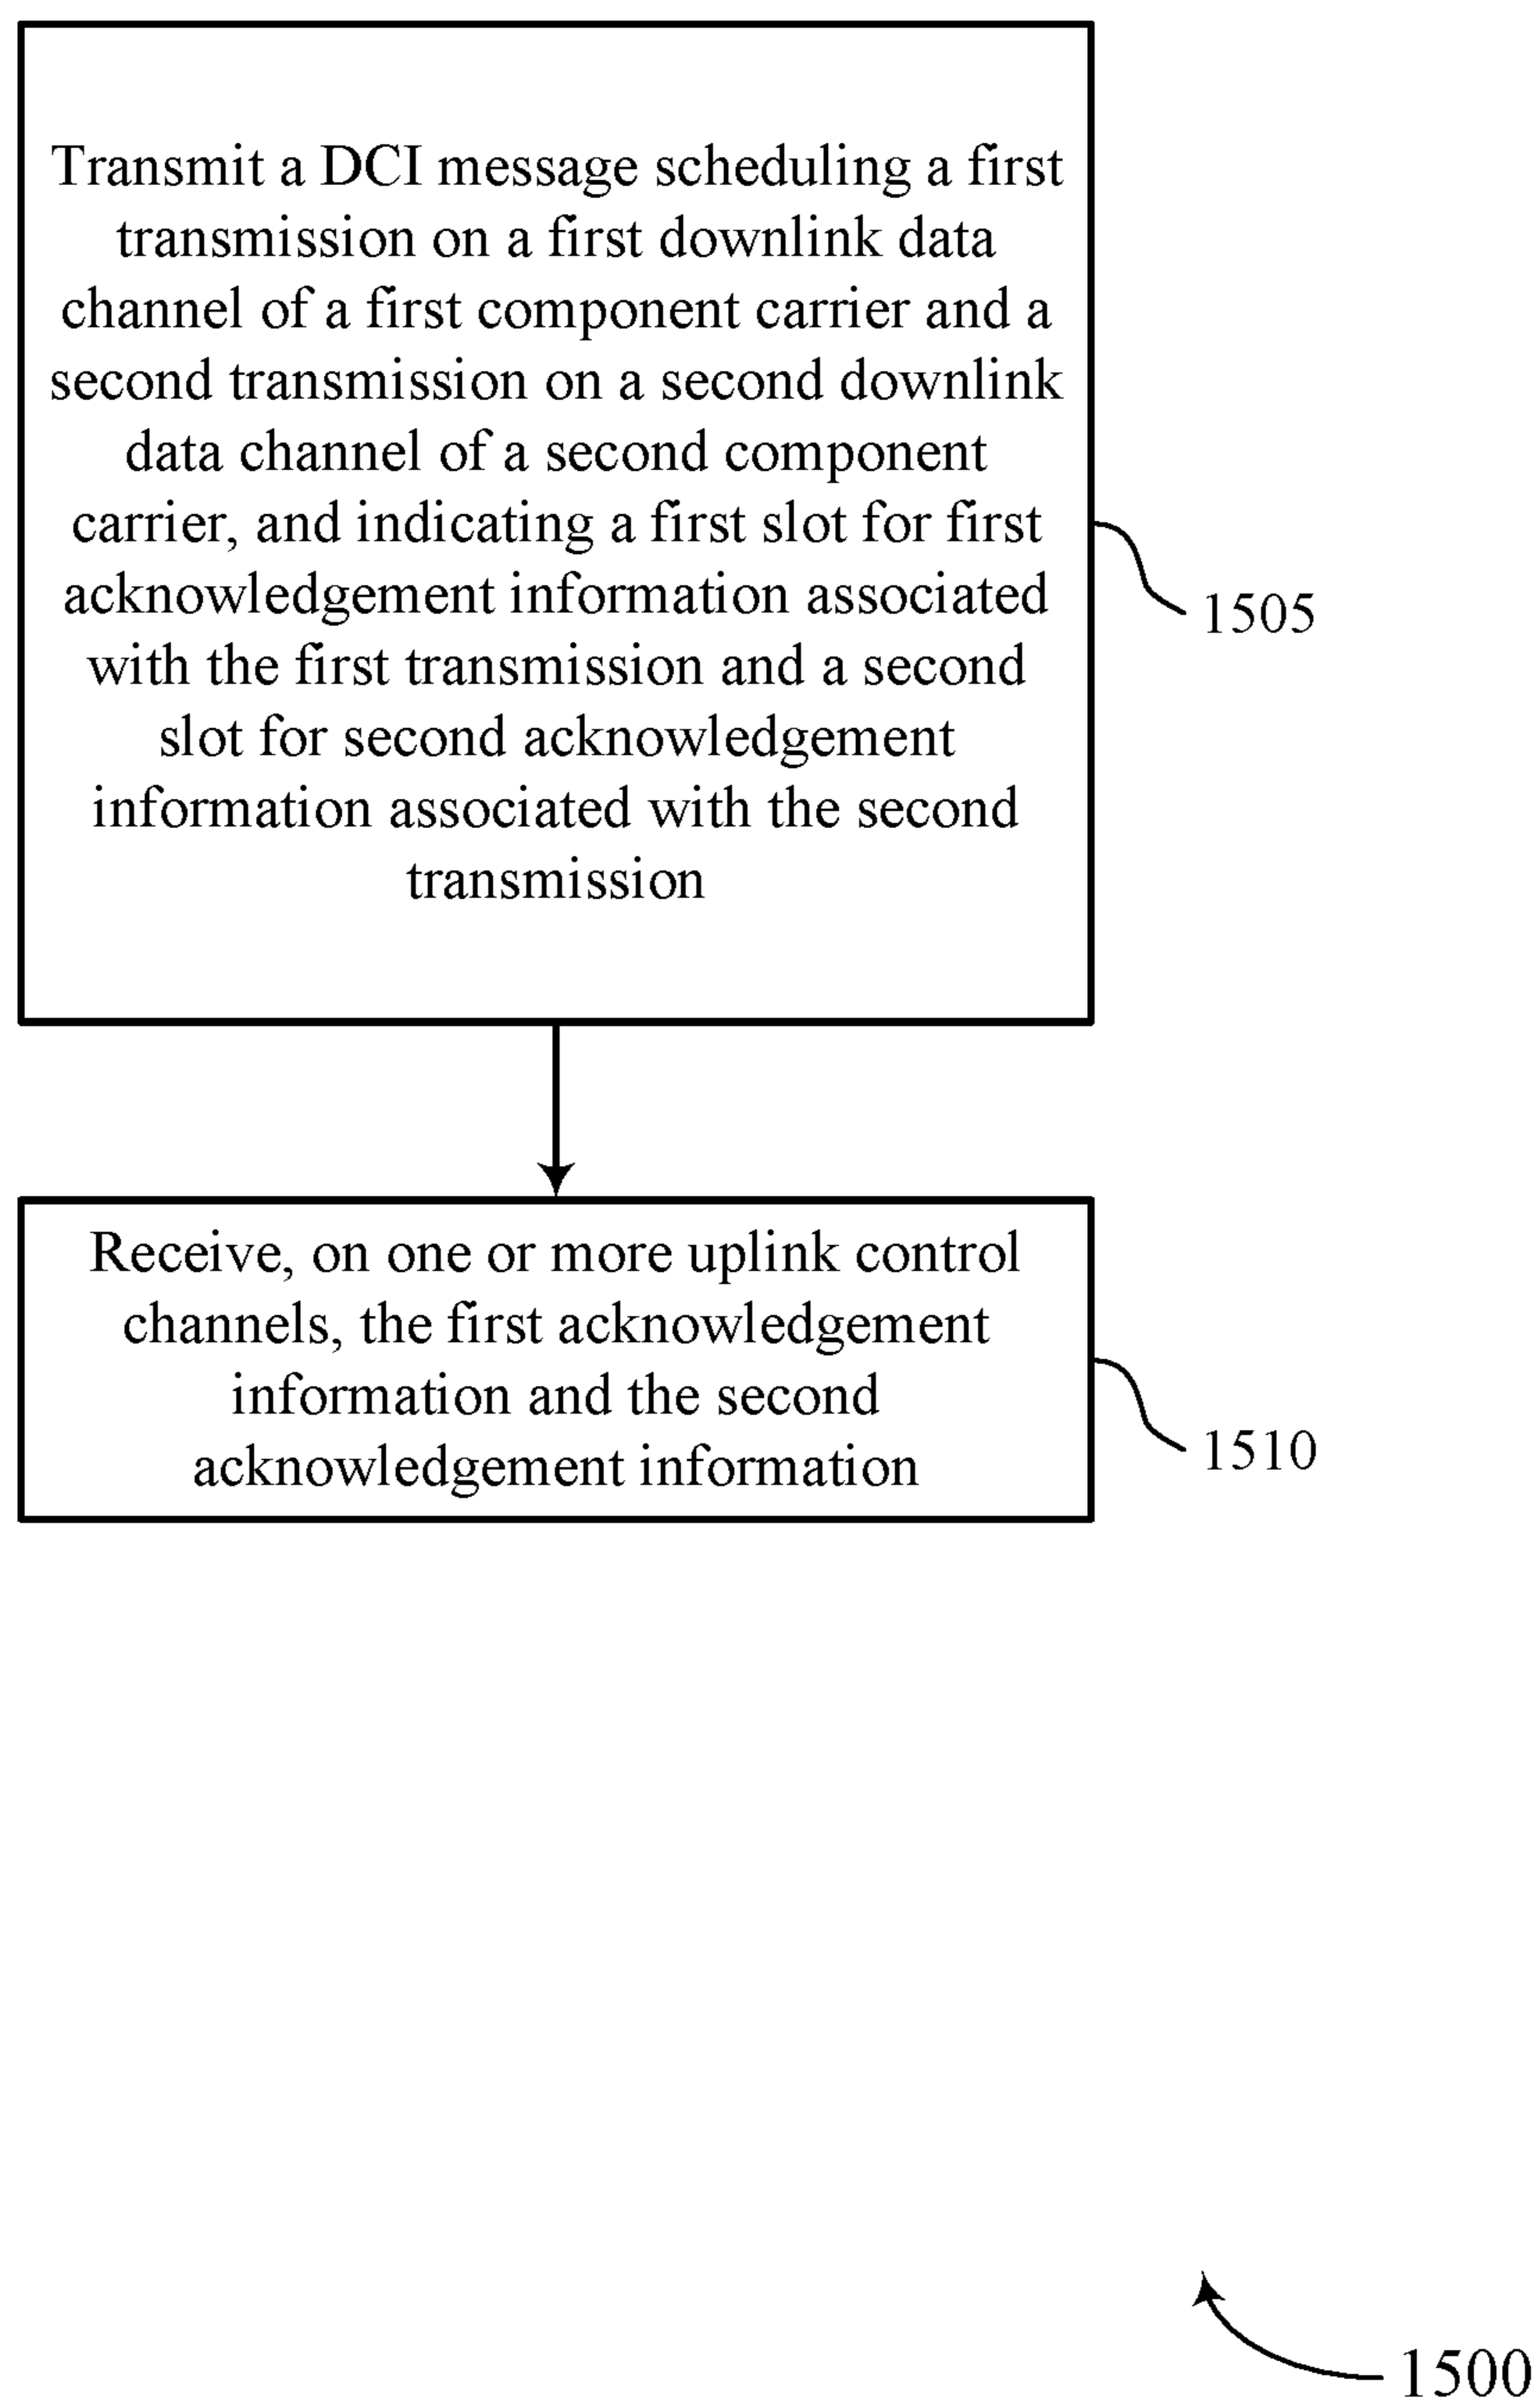 Transmit a DCI message scheduling a first
transmission on a first downlink data
channel of a first component carrier and a
second transmission on a second downlink
data channel of a second component
carrier, and indicating a first slot for first
acknowledgement information associated
with the first transmission and a second
slot for second acknowledgement
information associated with the second
transmission
1505
Receive, on one or more uplink control
channels, the first acknowledgement
information and the second
acknowledgement information
1510
1500